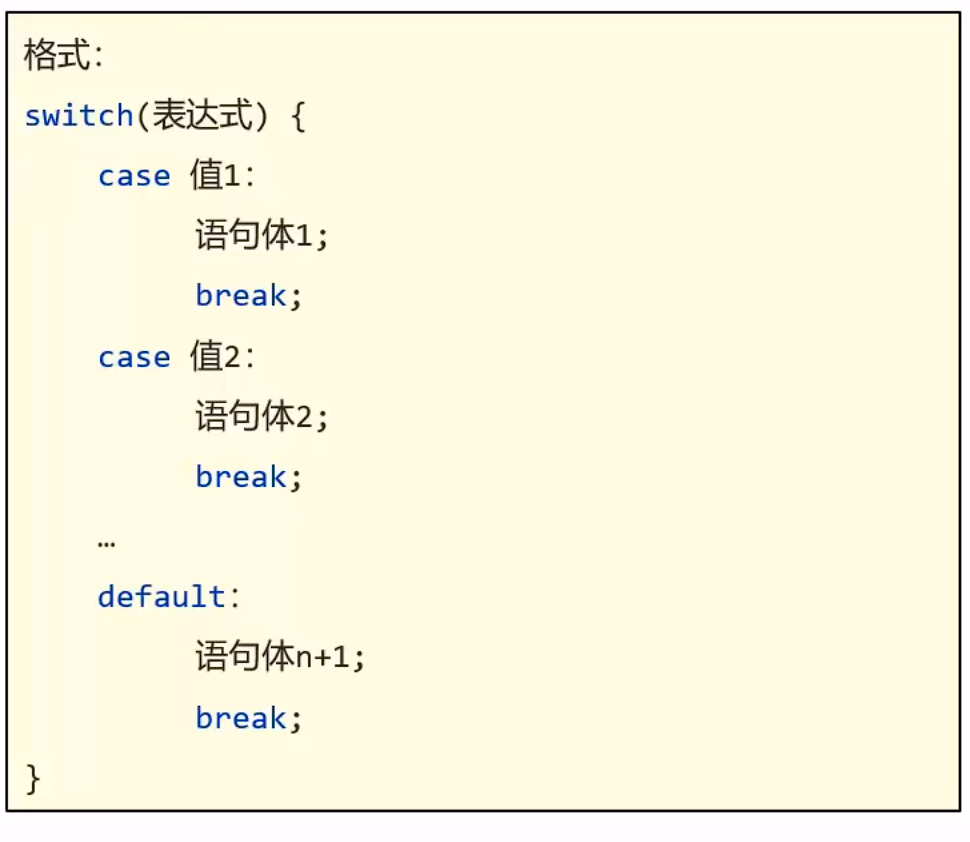 格式：
switch(表达式) {
    case 值1：
        语句体1;
        break;
    case 值2：
        语句体2;
        break;
    …
    default：
        语句体n+1;
        break;
}